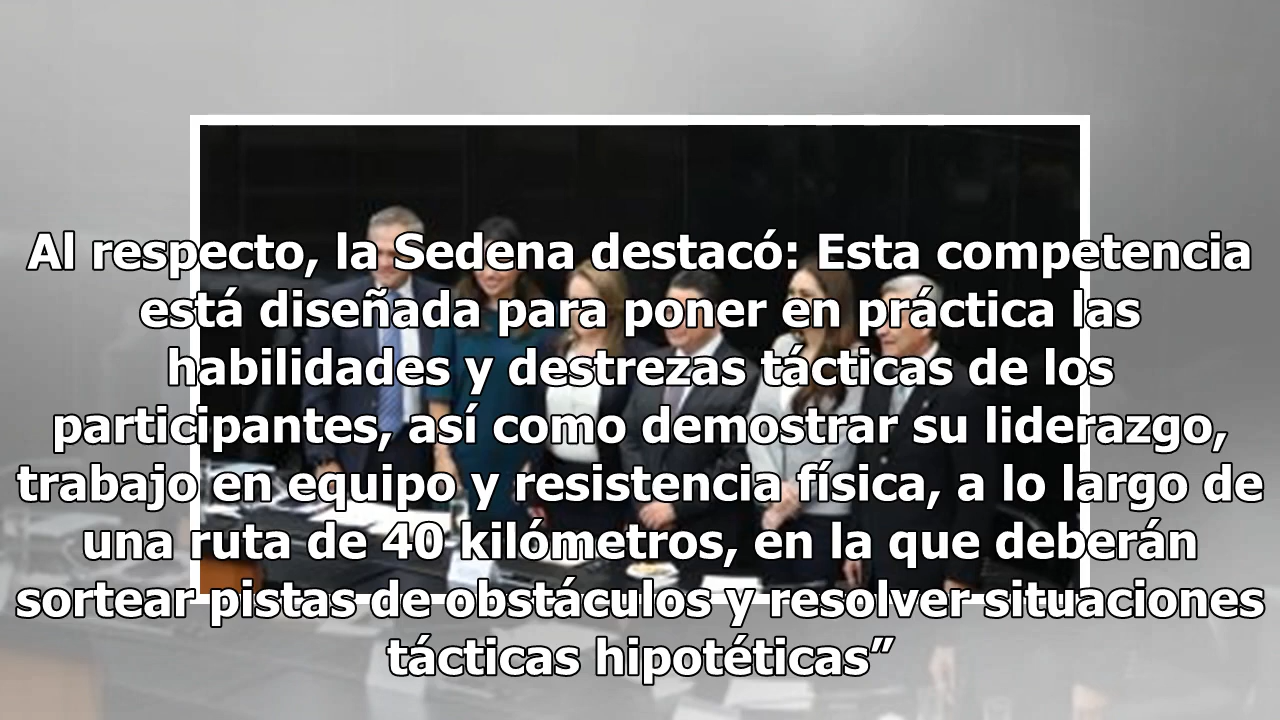 Al respecto, la Sedena destacó: Esta competencia
está diseñada para poner en práctica las
habilidades y destrezas tácticas de los
participantes, así como demostrar su liderazgo,
trabajo en equipo y resistencia física, a lo largo de
una ruta de 40 kilómetros, en la que deberán
sortear pistas de obstáculos y resolver situaciones
tácticas hipotéticas”